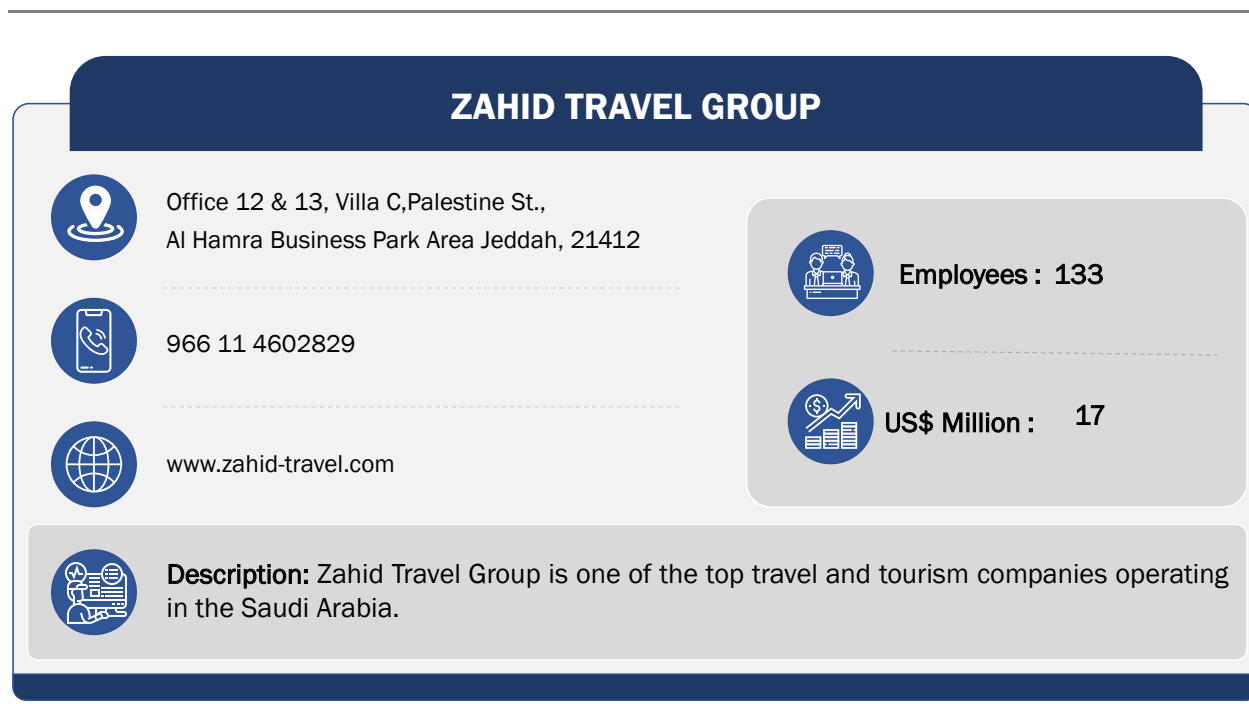 ZAHID TRAVEL GROUP
Office 12 & 13, Villa C,Palestine St.,
Al Hamra Business Park Area Jeddah, 21412
966 11 4602829
www.zahid-travel.com
Employees : 133
US$ Million : 17
Description: Zahid Travel Group is one of the top travel and tourism companies operating
in the Saudi Arabia.